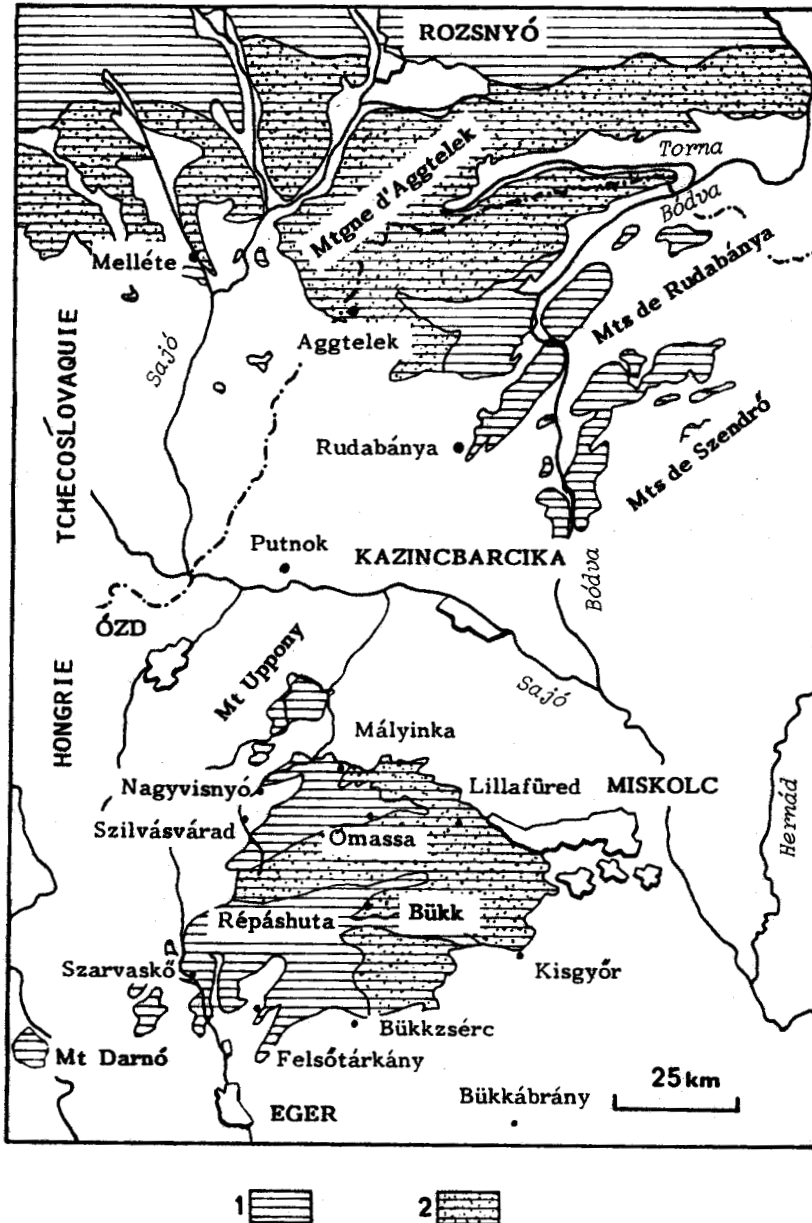 ROZSNYÓ
Torna
Mtgne d'Aggtelek
Bódva
Melléte
Mts de Rudabánya
TCHECOSLOVAQUIE
Sajó
Aggtelek
Rudabánya
Mts de Szendrő
Putnok
KAZINCBARCIKA
Bódva
ÓZD
HONGRIE
Mt Uppony
Sajó
Mályinka
Nagyvisnyó
Lillafüred
MISKOLC
Szilvásvárad
Ómassa
Hernád
Répáshuta
Bükk
Szarvaskő
Kisgyőr
Bükkzsérc
Mt Darnó
Felsőtárkány
25 km
EGER
Bükkábrány
1
2